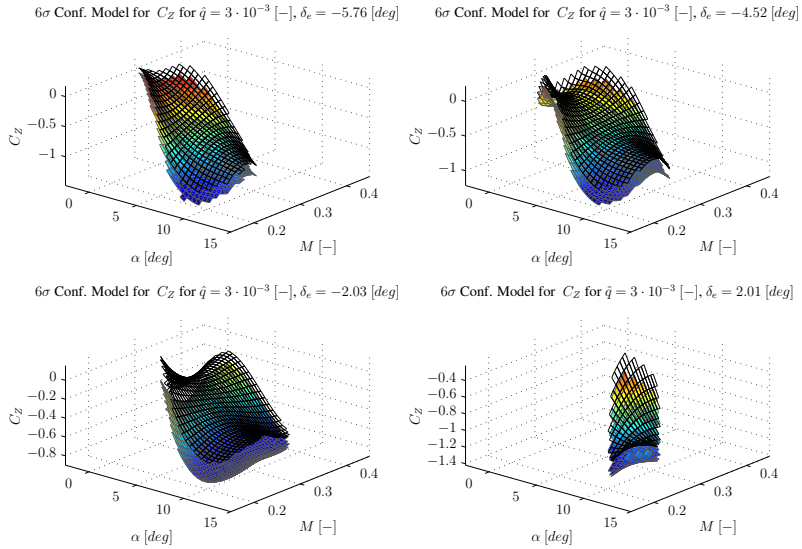 6σ Conf. Model for C_Z for q̂ = 3 · 10⁻³ [−], δ_e = −5.76 [deg]
0
−0.5
−1
C_Z
0
5
10
15
α [deg]
0.2
0.3
0.4
M [−]
6σ Conf. Model for C_Z for q̂ = 3 · 10⁻³ [−], δ_e = −4.52 [deg]
0
−0.5
−1
C_Z
0
5
10
15
α [deg]
0.2
0.3
0.4
M [−]
6σ Conf. Model for C_Z for q̂ = 3 · 10⁻³ [−], δ_e = −2.03 [deg]
0
−0.2
−0.4
−0.6
−0.8
C_Z
0
5
10
15
α [deg]
0.2
0.3
0.4
M [−]
6σ Conf. Model for C_Z for q̂ = 3 · 10⁻³ [−], δ_e = 2.01 [deg]
−0.4
−0.6
−0.8
−1
−1.2
−1.4
C_Z
0
5
10
15
α [deg]
0.2
0.3
0.4
M [−]